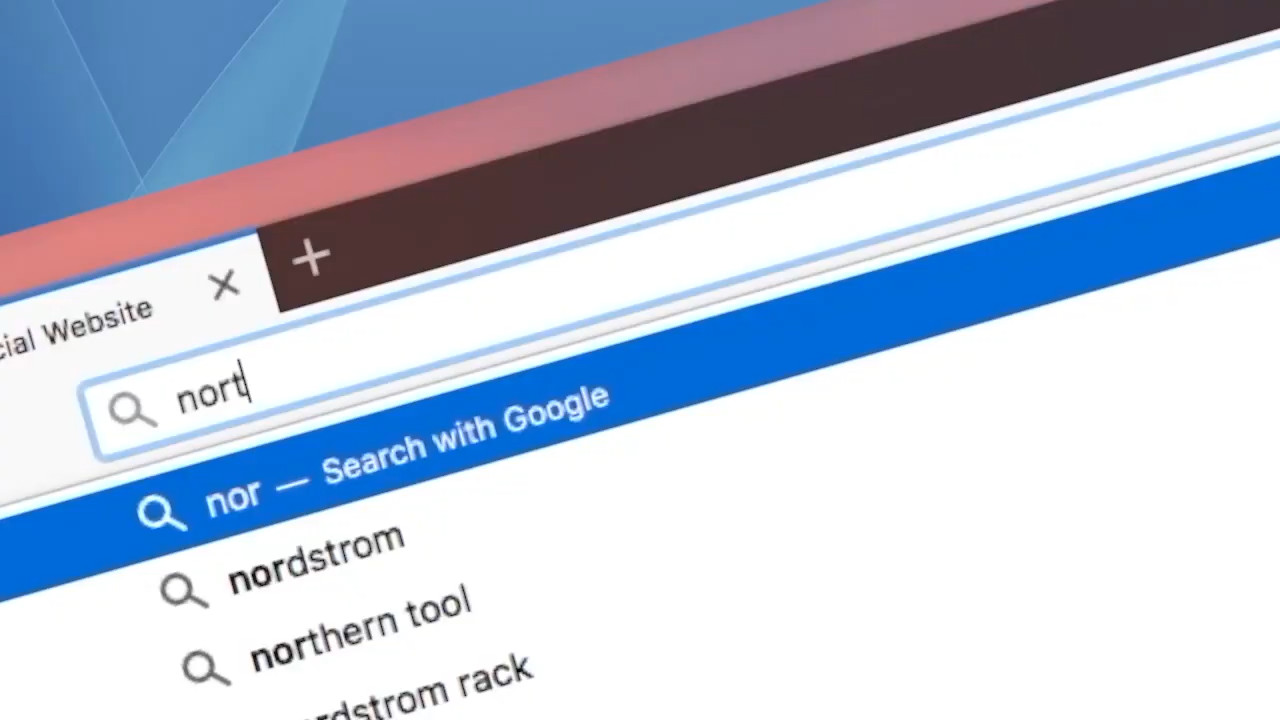 cial Website
nort
nor — Search with Google
nordstrom
northern tool
rdstrom rack